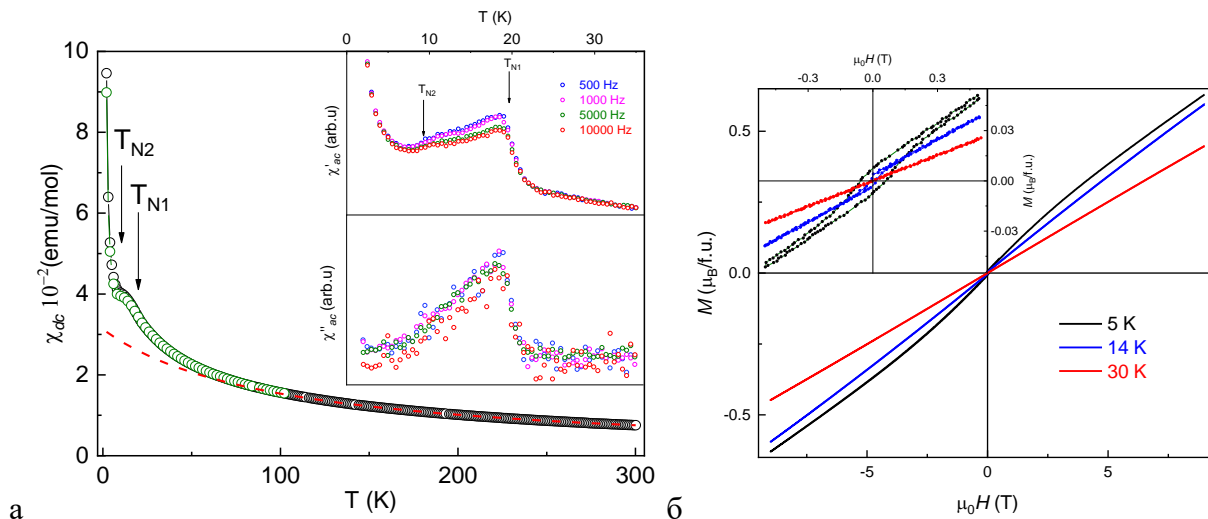 T (K)
0 10 20 30
10
8
6
4
2
0
χdc 10⁻²(emu/mol)
TN2
TN1
χ'ac (arb.u)
TN2
TN1
500 Hz
1000 Hz
5000 Hz
10000 Hz
χ''ac (arb.u)
0 100 200 300
T (K)
а
μ0H (T)
-0.3 0.0 0.3
0.03
0.00
-0.03
M (μB/f.u.)
0.5
0.0
-0.5
M (μB/f.u.)
5 K
14 K
30 K
-5 0 5
μ0H (T)
б